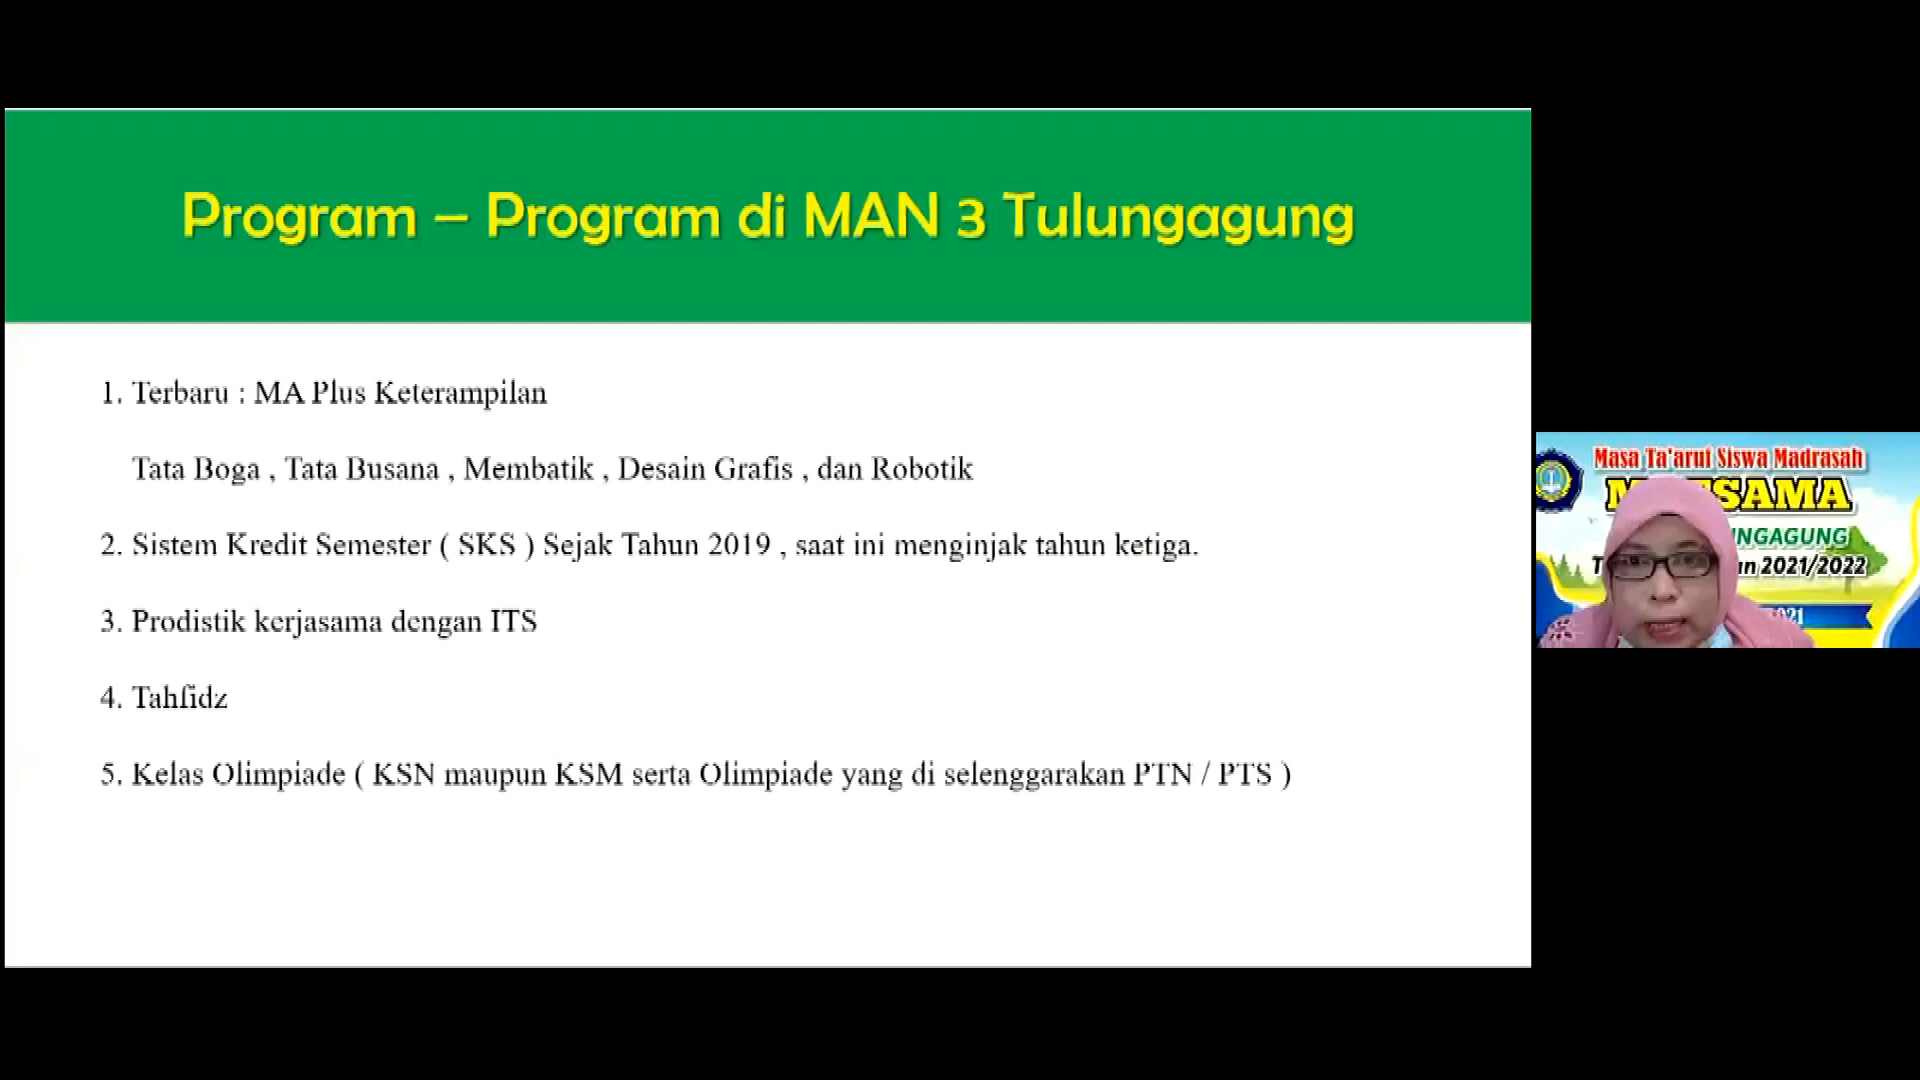 Program – Program di MAN 3 Tulungagung
1. Terbaru : MA Plus Keterampilan
Tata Boga , Tata Busana , Membatik , Desain Grafis , dan Robotik
2. Sistem Kredit Semester ( SKS ) Sejak Tahun 2019 , saat ini menginjak tahun ketiga.
3. Prodistik kerjasama dengan ITS
4. Tahfidz
5. Kelas Olimpiade ( KSN maupun KSM serta Olimpiade yang di selenggarakan PTN / PTS )
Masa Ta'aruf Siswa Madrasah
2021/2022